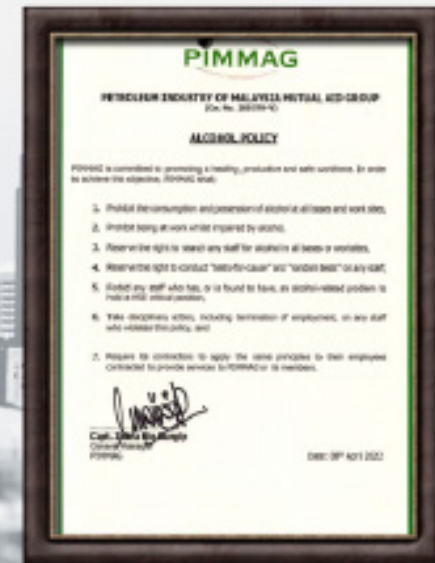 PIMMAG
PETROLEUM INDUSTRY OF MALAYSIA MUTUAL AID GROUP
ALCOHOL POLICY
PIMMAG is committed to promoting a healthy, productive and safe workforce. In order
to achieve this objective, PIMMAG shall:
1. Prohibit the consumption and possession of alcohol at all bases and work sites,
2. Prohibit being at work whilst impaired by alcohol,
3. Reserve the right to search any staff for alcohol in all bases or worksites,
4. Reserve the right to conduct "tests-for-cause" and "random tests" on any staff,
5. Forbid any staff who has, or is found to have, an alcohol-related problem to
hold a HSE critical position,
6. Take disciplinary action, including termination of employment, on any staff
who violates this policy, and
7. Require its contractors to apply the same principles to their employees
contracted to provide services to PIMMAG or its members.
Capt.
General Manager
PIMMAG
Date: 08th April 2022